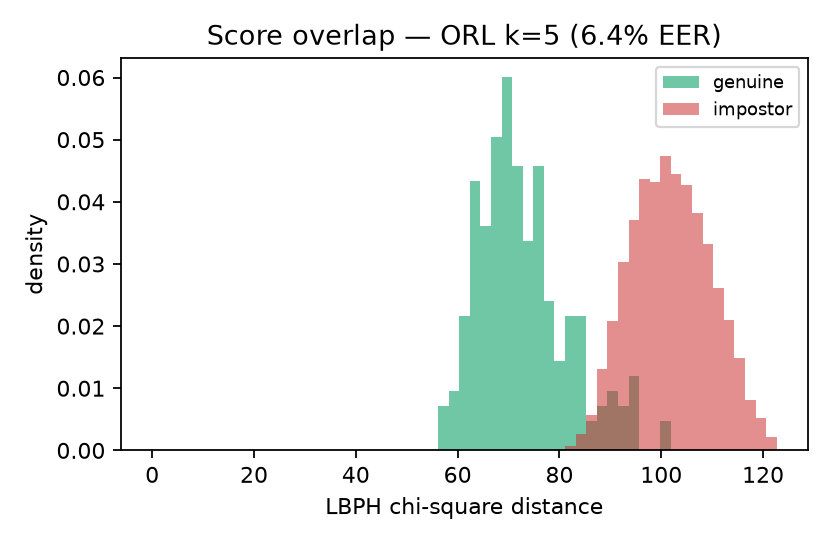 Score overlap — ORL k=5 (6.4% EER)
genuine
impostor
0.06
0.05
0.04
0.03
0.02
0.01
0.00
density
0 20 40 60 80 100 120
LBPH chi-square distance